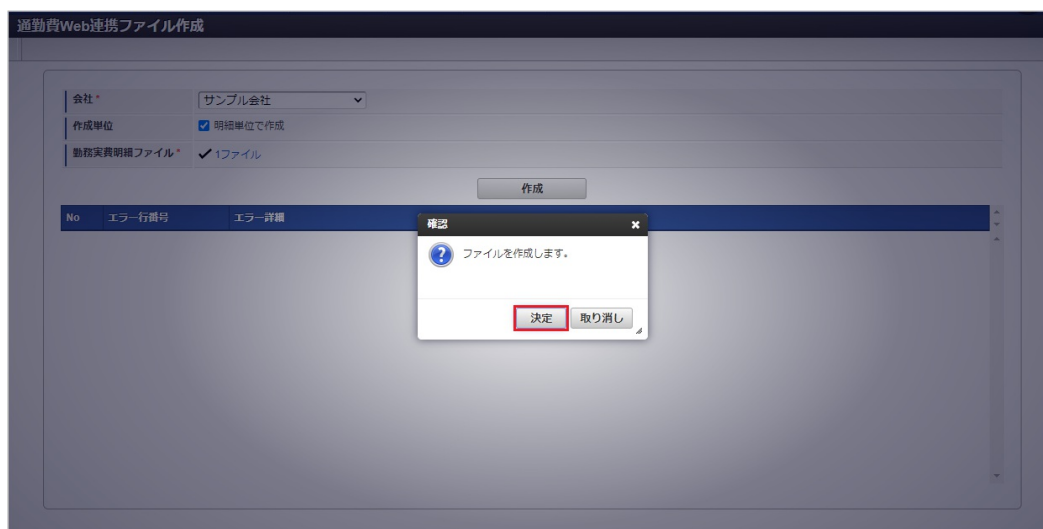 通勤費Web連携ファイル作成
会社* サンプル会社
作成単位 明細単位で作成
勤務実費明細ファイル* 1ファイル
作成
No エラー行番号 エラー詳細
確認
ファイルを作成します。
決定 取り消し